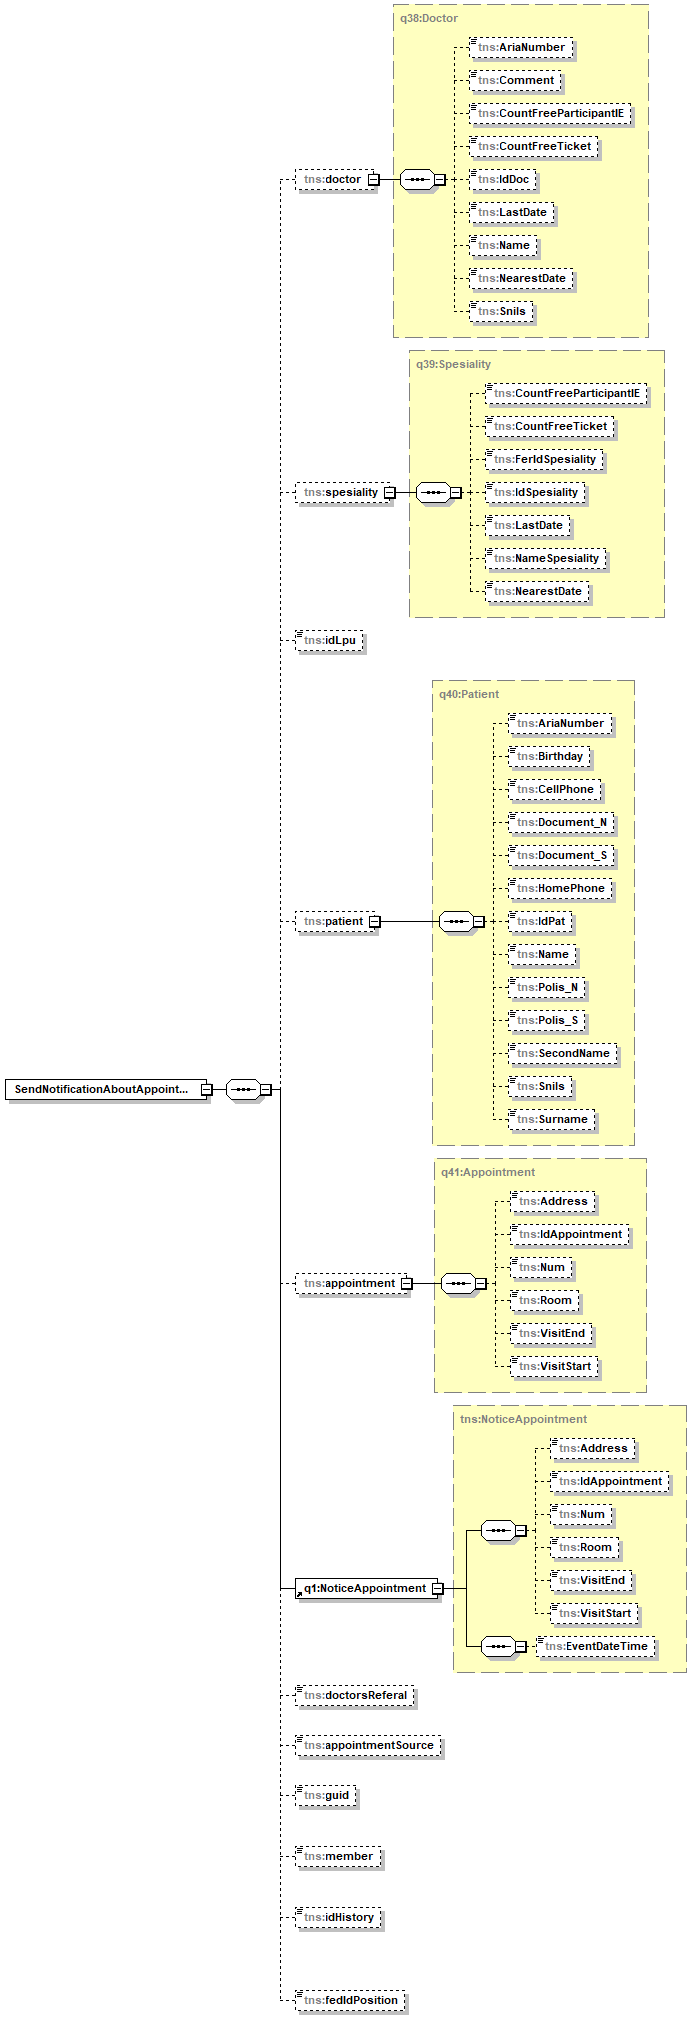 q38:Doctor
tns:AriaNumber
tns:Comment
tns:CountFreeParticipantIE
tns:CountFreeTicket
tns:doctor
tns:IdDoc
tns:LastDate
tns:Name
tns:NearestDate
tns:Snils
q39:Spesiality
tns:CountFreeParticipantIE
tns:CountFreeTicket
tns:FerIdSpesiality
tns:spesiality
tns:IdSpesiality
tns:LastDate
tns:NameSpesiality
tns:NearestDate
tns:idLpu
q40:Patient
tns:AriaNumber
tns:Birthday
tns:CellPhone
tns:Document_N
tns:Document_S
tns:HomePhone
tns:patient
tns:IdPat
tns:Name
tns:Polis_N
tns:Polis_S
tns:SecondName
tns:Snils
tns:Surname
SendNotificationAboutAppoint...
q41:Appointment
tns:Address
tns:IdAppointment
tns:Num
tns:appointment
tns:Room
tns:VisitEnd
tns:VisitStart
tns:NoticeAppointment
tns:Address
tns:IdAppointment
tns:Num
tns:Room
tns:VisitEnd
q1:NoticeAppointment
tns:VisitStart
tns:EventDateTime
tns:doctorsReferal
tns:appointmentSource
tns:guid
tns:member
tns:idHistory
tns:fedIdPosition